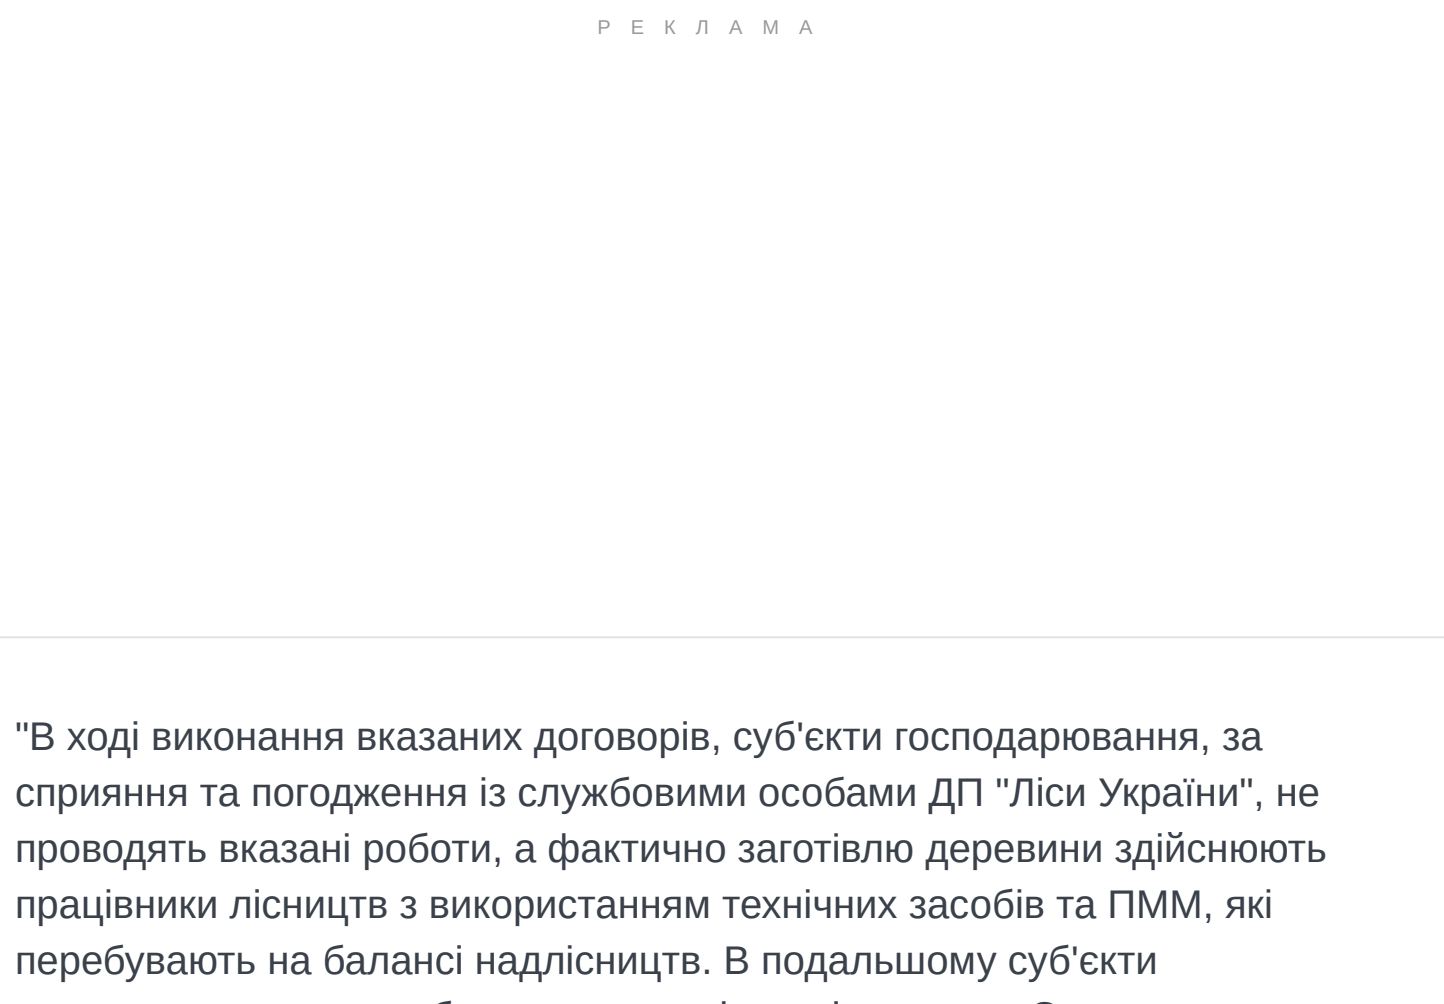 РЕКЛАМА
"В ході виконання вказаних договорів, суб'єкти господарювання, за
сприяння та погодження із службовими особами ДП "Ліси України", не
проводять вказані роботи, а фактично заготівлю деревини здійснюють
працівники лісництв з використанням технічних засобів та ПММ, які
перебувають на балансі надлісництв. В подальшому суб'єкти